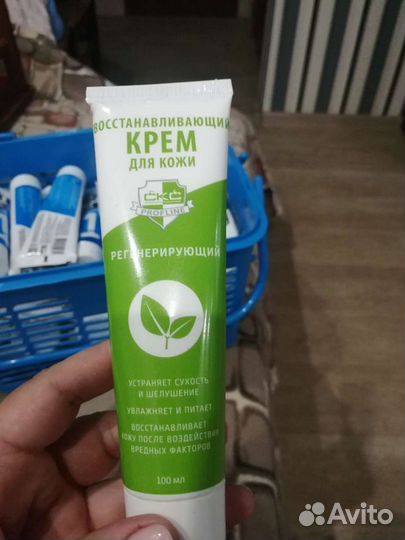 ВОССТАНАВЛИВАЮЩИЙ
КРЕМ
ДЛЯ КОЖИ
СКС
PROFLINE
РЕГЕНЕРИРУЮЩИЙ
УСТРАНЯЕТ СУХОСТЬ
И ШЕЛУШЕНИЕ
УВЛАЖНЯЕТ И ПИТАЕТ
ВОССТАНАВЛИВАЕТ
КОЖУ ПОСЛЕ ВОЗДЕЙСТВИЯ
ВРЕДНЫХ ФАКТОРОВ
100 МЛ
Avito